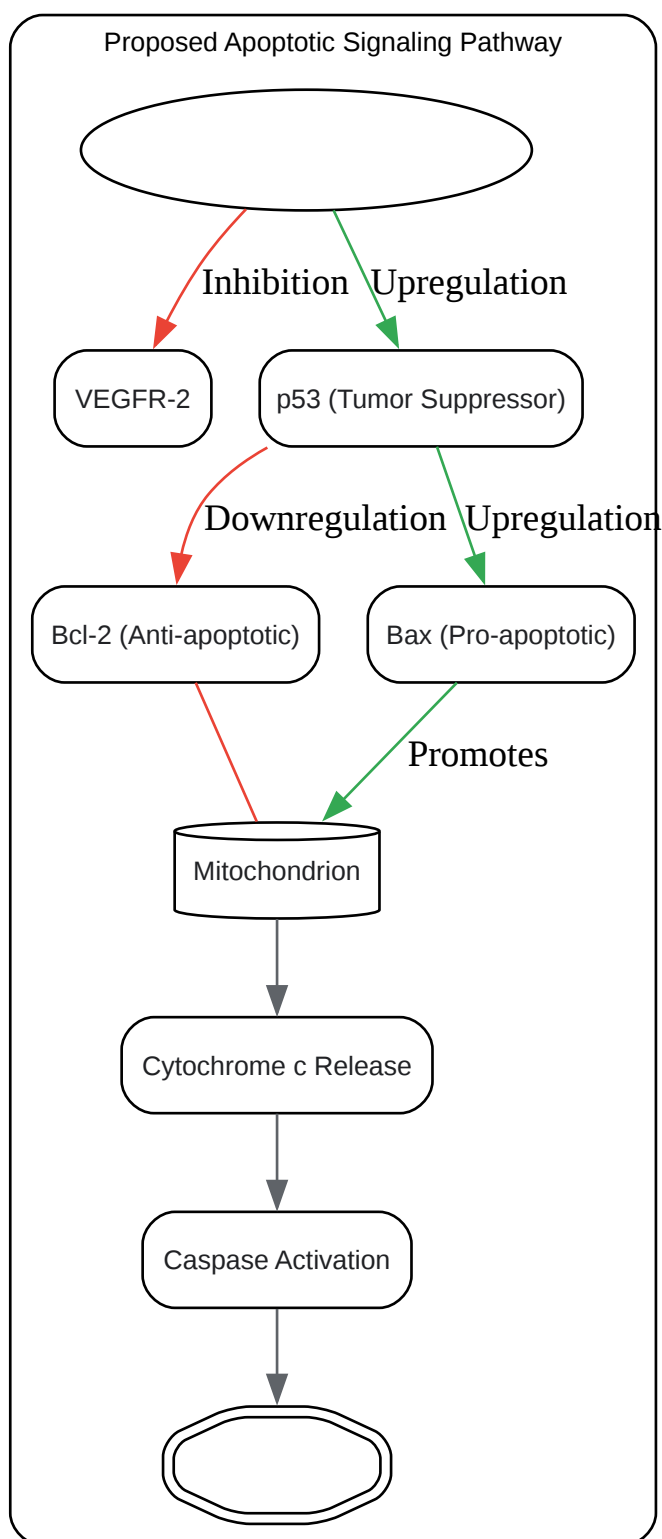 Proposed Apoptotic Signaling Pathway
Inhibition
Upregulation
VEGFR-2
p53 (Tumor Suppressor)
Downregulation
Upregulation
Bcl-2 (Anti-apoptotic)
Bax (Pro-apoptotic)
Promotes
Mitochondrion
Cytochrome c Release
Caspase Activation